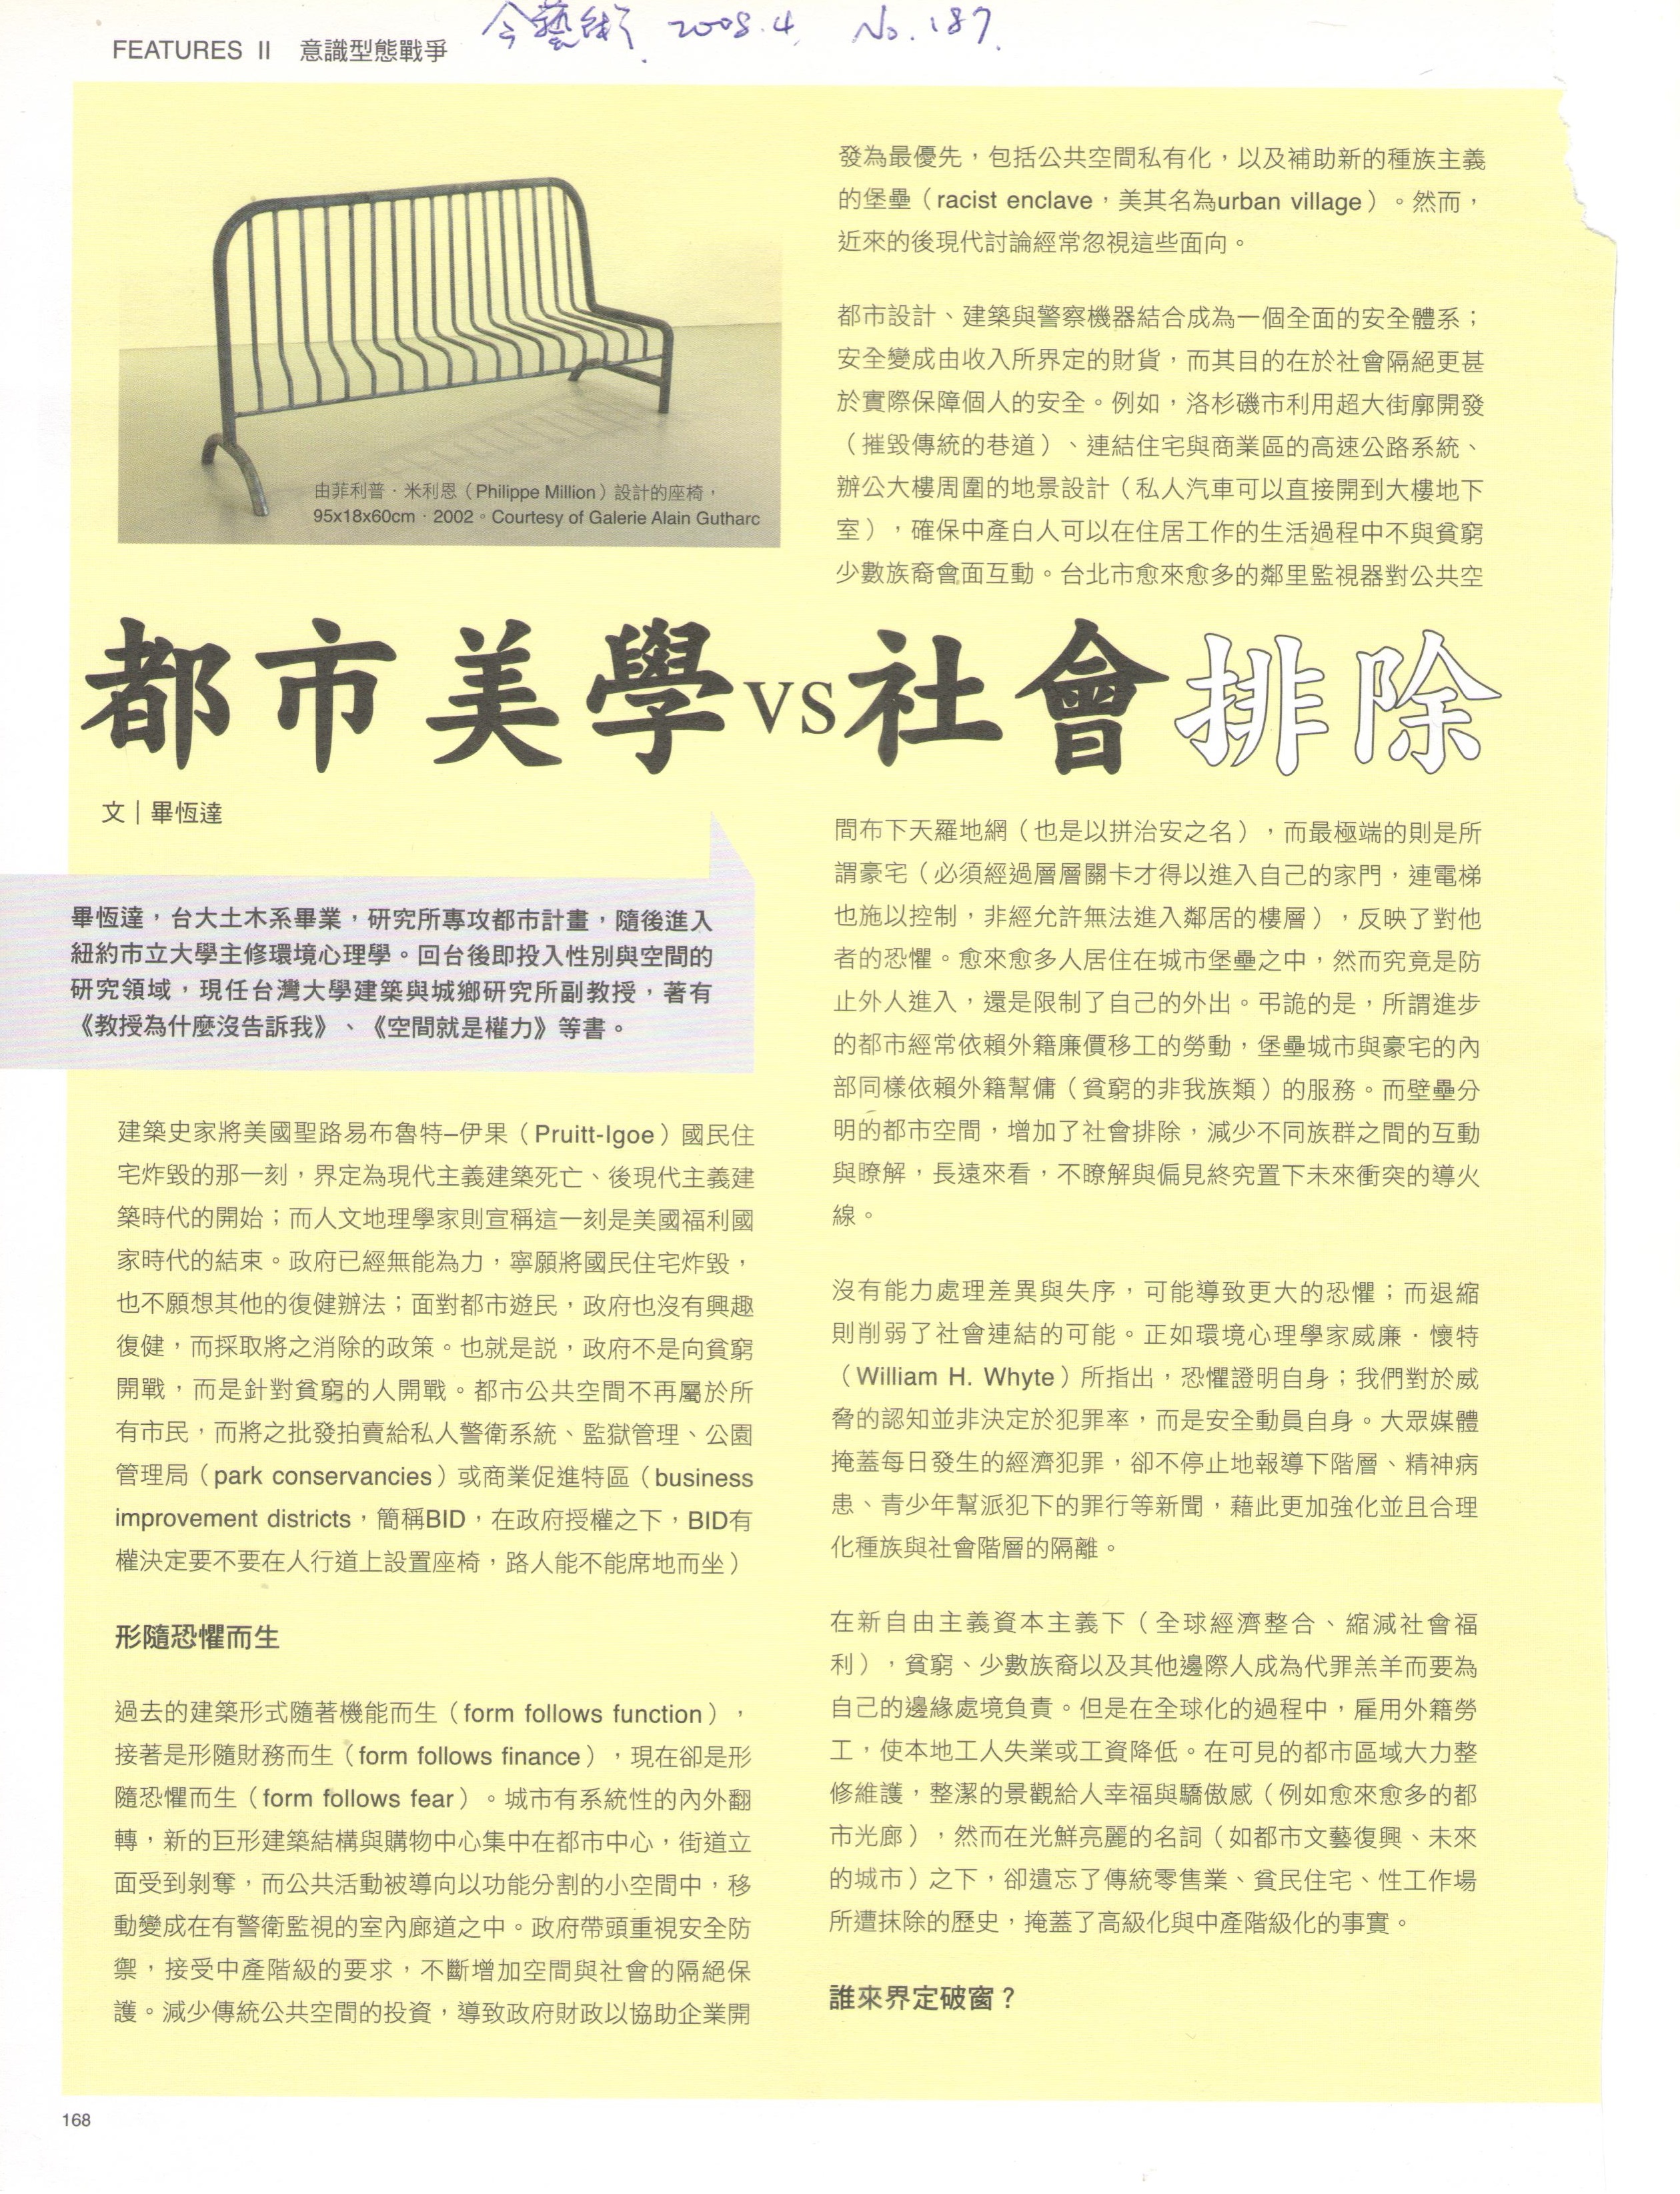 FEATURES II 意識型態戰爭
今藝術 2008.4. No.187.
由菲利普．米利恩（Philippe Million）設計的座椅，
95x18x60cm．2002。Courtesy of Galerie Alain Gutharc
都市美學vs社會排除
文｜畢恆達
畢恆達，台大土木系畢業，研究所專攻都市計畫，隨後進入
紐約市立大學主修環境心理學。回台後即投入性別與空間的
研究領域，現任台灣大學建築與城鄉研究所副教授，著有
《教授為什麼沒告訴我》、《空間就是權力》等書。
建築史家將美國聖路易布魯特–伊果（Pruitt-Igoe）國民住
宅炸毀的那一刻，界定為現代主義建築死亡、後現代主義建
築時代的開始；而人文地理學家則宣稱這一刻是美國福利國
家時代的結束。政府已經無能為力，寧願將國民住宅炸毀，
也不願想其他的復健辦法；面對都市遊民，政府也沒有興趣
復健，而採取將之消除的政策。也就是説，政府不是向貧窮
開戰，而是針對貧窮的人開戰。都市公共空間不再屬於所
有市民，而將之批發拍賣給私人警衛系統、監獄管理、公園
管理局（park conservancies）或商業促進特區（business
improvement districts，簡稱BID，在政府授權之下，BID有
權決定要不要在人行道上設置座椅，路人能不能席地而坐）
形隨恐懼而生
過去的建築形式隨著機能而生（form follows function），
接著是形隨財務而生（form follows finance），現在卻是形
隨恐懼而生（form follows fear）。城市有系統性的內外翻
轉，新的巨形建築結構與購物中心集中在都市中心，街道立
面受到剝奪，而公共活動被導向以功能分割的小空間中，移
動變成在有警衛監視的室內廊道之中。政府帶頭重視安全防
禦，接受中產階級的要求，不斷增加空間與社會的隔絕保
護。減少傳統公共空間的投資，導致政府財政以協助企業開
發為最優先，包括公共空間私有化，以及補助新的種族主義
的堡壘（racist enclave，美其名為urban village）。然而，
近來的後現代討論經常忽視這些面向。
都市設計、建築與警察機器結合成為一個全面的安全體系；
安全變成由收入所界定的財貨，而其目的在於社會隔絕更甚
於實際保障個人的安全。例如，洛杉磯市利用超大街廓開發
（摧毀傳統的巷道）、連結住宅與商業區的高速公路系統、
辦公大樓周圍的地景設計（私人汽車可以直接開到大樓地下
室），確保中產白人可以在住居工作的生活過程中不與貧窮
少數族裔會面互動。台北市愈來愈多的鄰里監視器對公共空
間布下天羅地網（也是以拼治安之名），而最極端的則是所
謂豪宅（必須經過層層關卡才得以進入自己的家門，連電梯
也施以控制，非經允許無法進入鄰居的樓層），反映了對他
者的恐懼。愈來愈多人居住在城市堡壘之中，然而究竟是防
止外人進入，還是限制了自己的外出。弔詭的是，所謂進步
的都市經常依賴外籍廉價移工的勞動，堡壘城市與豪宅的內
部同樣依賴外籍幫傭（貧窮的非我族類）的服務。而壁壘分
明的都市空間，增加了社會排除，減少不同族群之間的互動
與瞭解，長遠來看，不瞭解與偏見終究置下未來衝突的導火
線。
沒有能力處理差異與失序，可能導致更大的恐懼；而退縮
則削弱了社會連結的可能。正如環境心理學家威廉．懷特
（William H. Whyte）所指出，恐懼證明自身；我們對於威
脅的認知並非決定於犯罪率，而是安全動員自身。大眾媒體
掩蓋每日發生的經濟犯罪，卻不停止地報導下階層、精神病
患、青少年幫派犯下的罪行等新聞，藉此更加強化並且合理
化種族與社會階層的隔離。
在新自由主義資本主義下（全球經濟整合、縮減社會福
利），貧窮、少數族裔以及其他邊際人成為代罪羔羊而要為
自己的邊緣處境負責。但是在全球化的過程中，雇用外籍勞
工，使本地工人失業或工資降低。在可見的都市區域大力整
修維護，整潔的景觀給人幸福與驕傲感（例如愈來愈多的都
市光廊），然而在光鮮亮麗的名詞（如都市文藝復興、未來
的城市）之下，卻遺忘了傳統零售業、貧民住宅、性工作場
所遭抹除的歷史，掩蓋了高級化與中產階級化的事實。
誰來界定破窗？
168